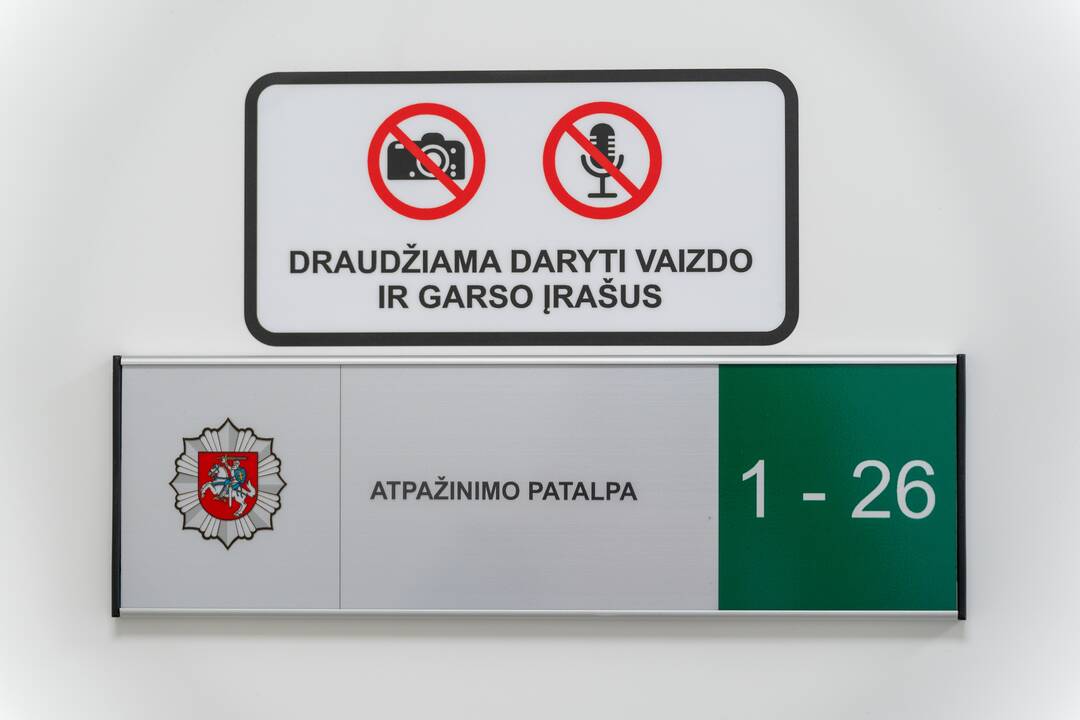 DRAUDŽIAMA DARYTI VAIZDO
IR GARSO ĮRAŠUS
ATPAŽINIMO PATALPA
1 - 26